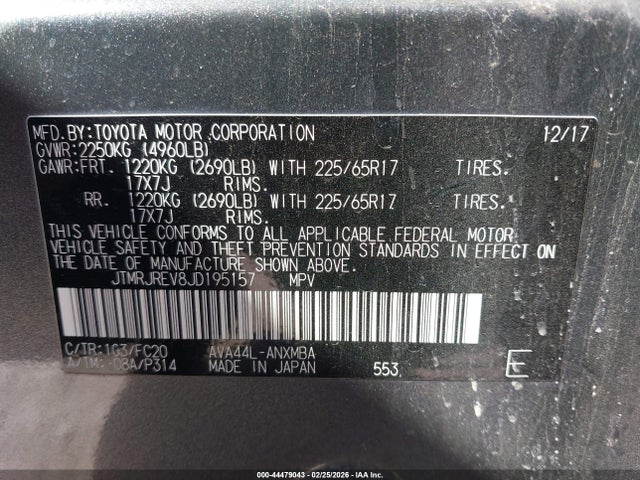 MFD.BY:TOYOTA MOTOR CORPORATION 12/17
GVWR:2250KG (4960LB)
GAWR:FRT. 1220KG (2690LB) WITH 225/65R17 TIRES.
17X7J RIMS.
RR. 1220KG (2690LB) WITH 225/65R17 TIRES.
17X7J RIMS.
THIS VEHICLE CONFORMS TO ALL APPLICABLE FEDERAL MOTOR
VEHICLE SAFETY AND THEFT PREVENTION STANDARDS IN EFFECT ON
THE DATE OF MANUFACTURE SHOWN ABOVE.
JTMRJREV8JD195157 MPV
C/TR:1G3/FC20 AVA44L-ANXMBA
A/TM:-08A/P314 MADE IN JAPAN 553 E
000-44479043 - 02/25/2026 - IAA Inc.